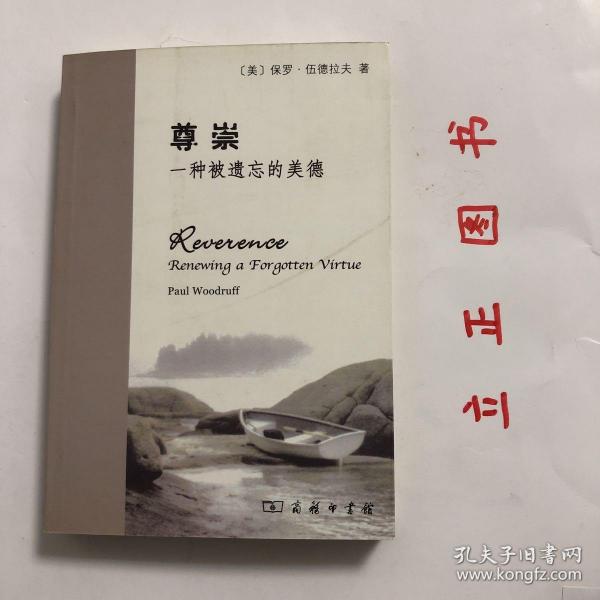 〔美〕保罗·伍德拉夫 著
尊崇
一种被遗忘的美德
Reverence
Renewing a Forgotten Virtue
Paul Woodruff
商务印书馆
立正图书
孔夫子旧书网
www.kongfz.com